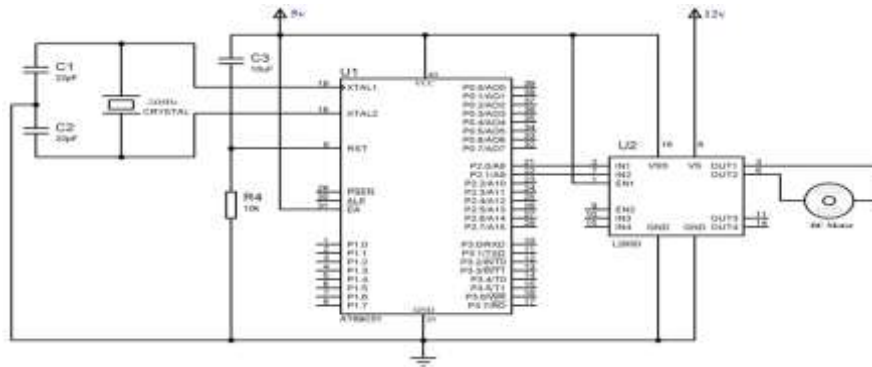 5v
12v
C1
22pF
C2
22pF
CRYSTAL
C3
10uF
R4
10k
U1
XTAL1
XTAL2
RST
PSEN
ALE
EA
P1.0
P1.1
P1.2
P1.3
P1.4
P1.5
P1.6
P1.7
VCC
P0.0/AD0
P0.1/AD1
P0.2/AD2
P0.3/AD3
P0.4/AD4
P0.5/AD5
P0.6/AD6
P0.7/AD7
P2.0/A8
P2.1/A9
P2.2/A10
P2.3/A11
P2.4/A12
P2.5/A13
P2.6/A14
P2.7/A15
P3.0/RXD
P3.1/TXD
P3.2/INT0
P3.3/INT1
P3.4/T0
P3.5/T1
P3.6/WR
P3.7/RD
GND
AT89C51
U2
IN1
IN2
EN1
EN2
IN3
IN4
VSS
VS
OUT1
OUT2
OUT3
OUT4
GND
GND
L293D
DC Motor